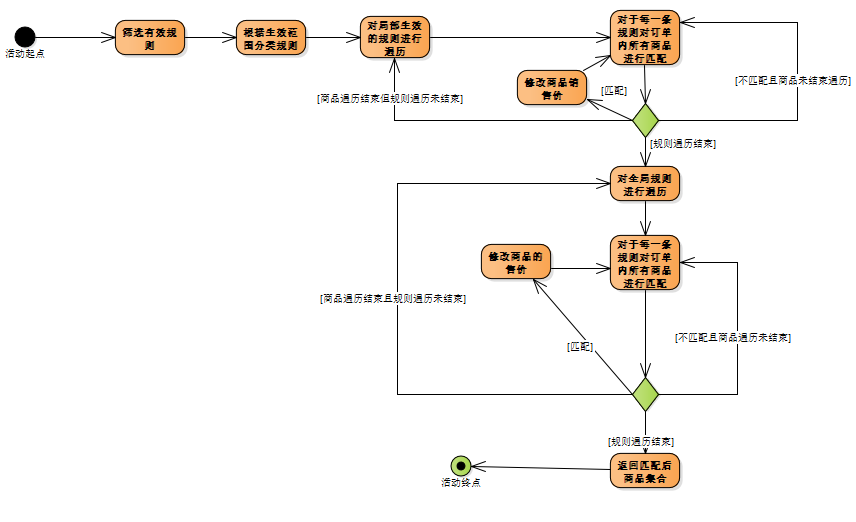 活动起点
筛选有效规
则
根据生效范
围分类规则
对局部生效
的规则进行
遍历
对于每一条
规则对订单
内所有商品
进行匹配
[不匹配且商品未结束遍历]
修改商品销
售价
[匹配]
[商品遍历结束但规则遍历未结束]
[规则遍历结束]
对全局规则
进行遍历
对于每一条
规则对订单
内所有商品
进行匹配
修改商品的
售价
[商品遍历结束且规则遍历未结束]
[匹配]
[不匹配且商品遍历未结束]
[规则遍历结束]
返回匹配后
商品集合
活动终点